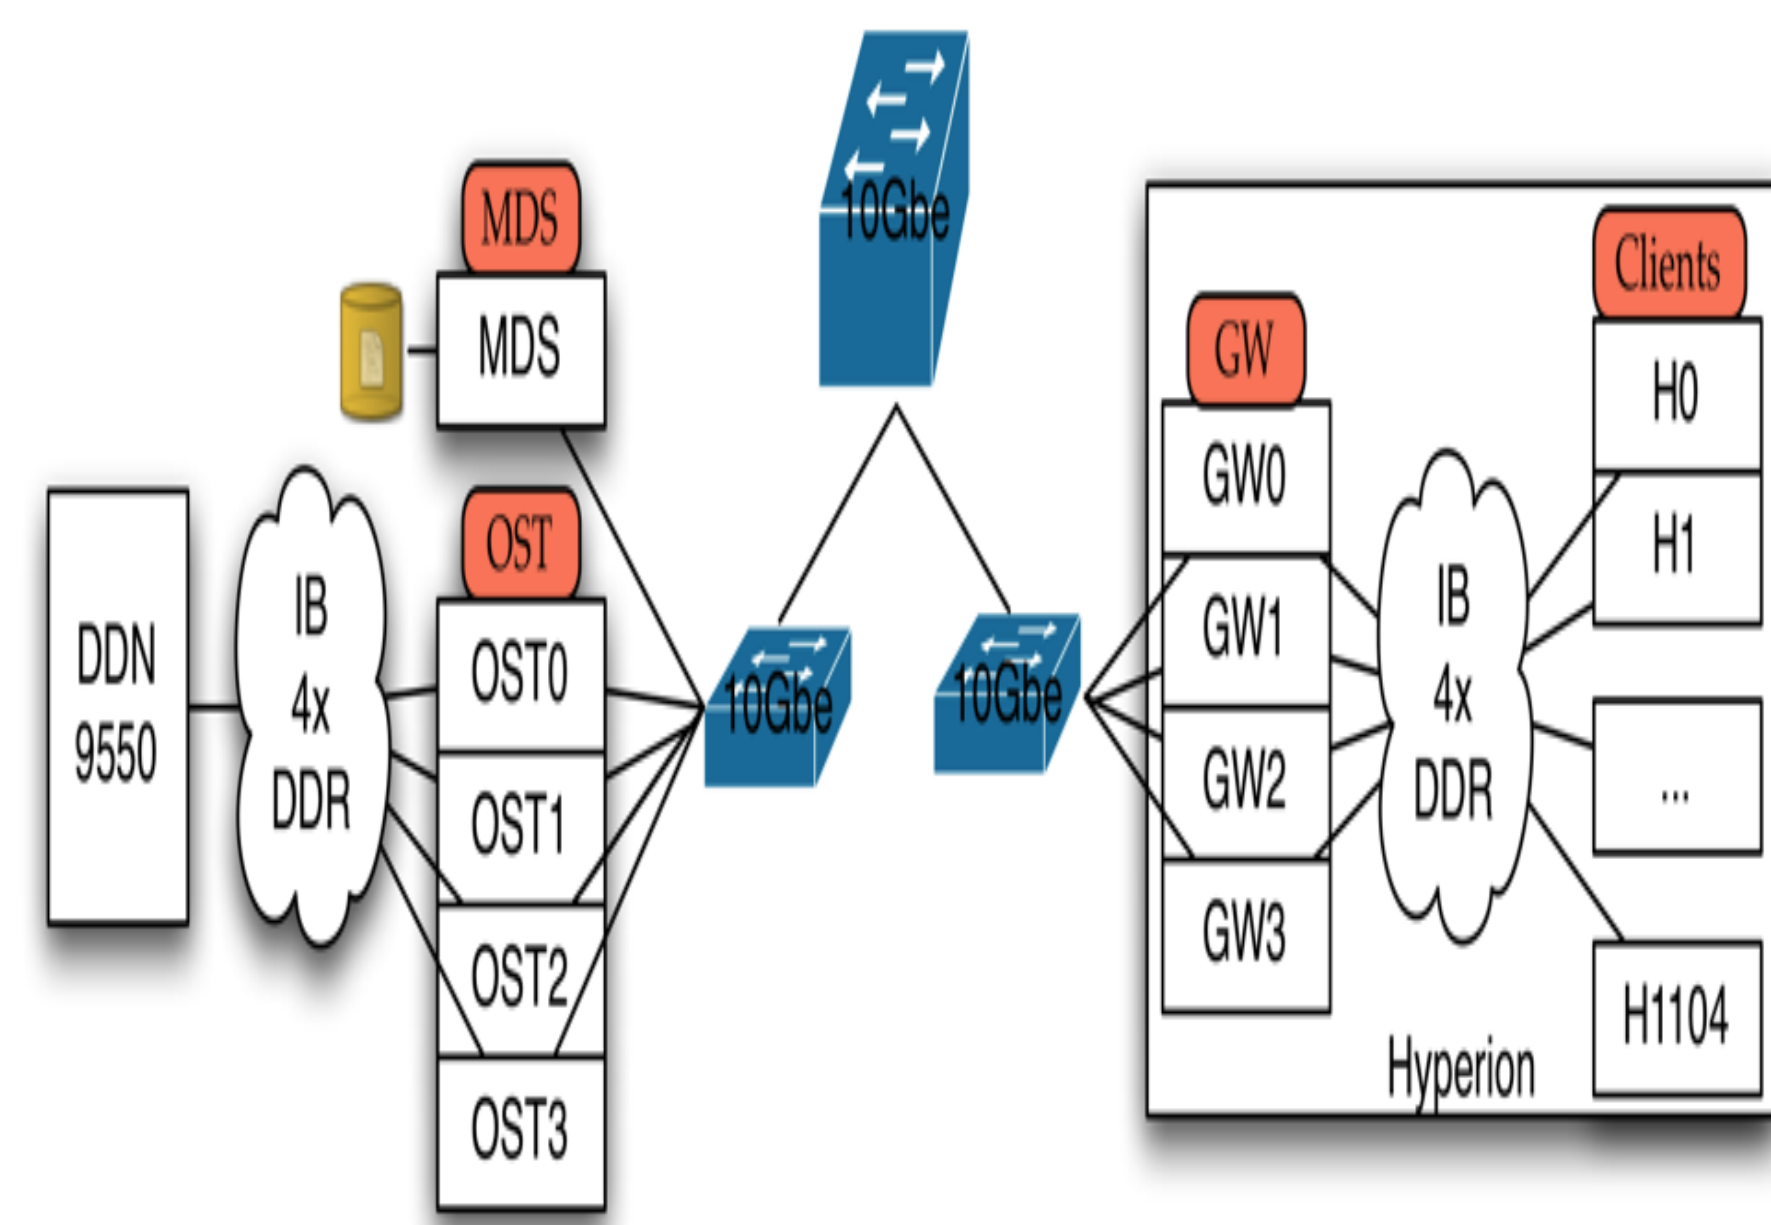 10Gbe
MDS
MDS
OST
OST0
OST1
OST2
OST3
DDN
9550
IB
4x
DDR
10Gbe
10Gbe
GW
GW0
GW1
GW2
GW3
IB
4x
DDR
Clients
H0
H1
...
H1104
Hyperion